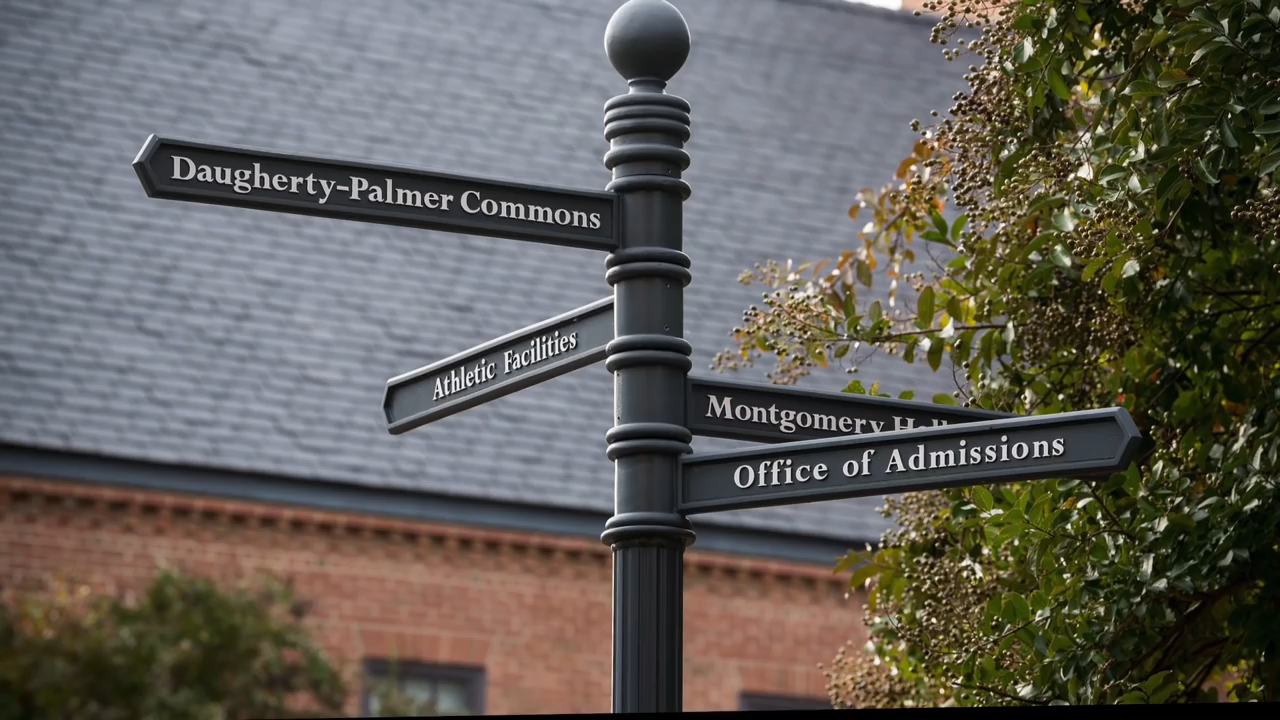 Daugherty-Palmer Commons
Athletic Facilities
Montgomery
Office of Admissions